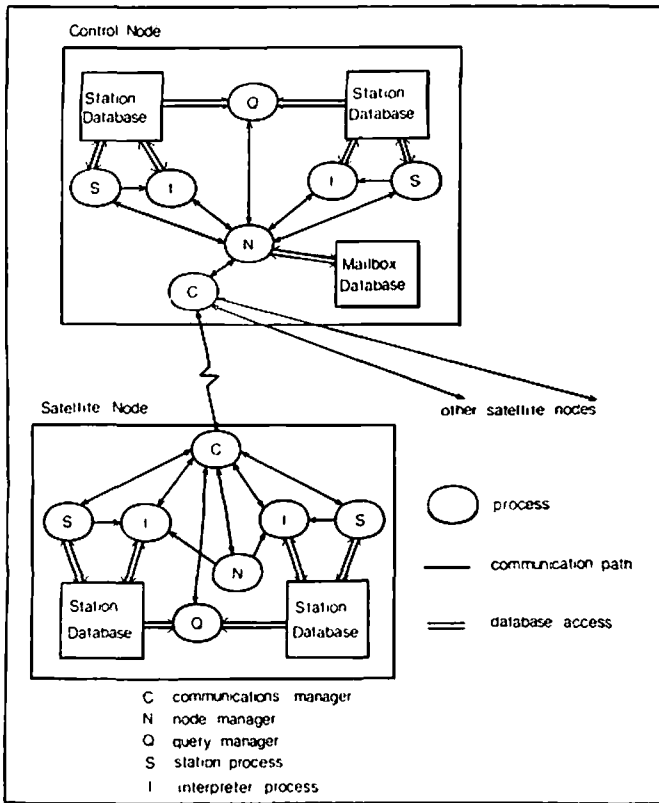 Control Node
Station
Database
Q
Station
Database
S
I
I
S
N
Mailbox
Database
C
other satellite nodes
Satellite Node
C
S
I
I
S
N
Station
Database
Q
Station
Database
process
communication path
database access
C communications manager
N node manager
Q query manager
S station process
I interpreter process